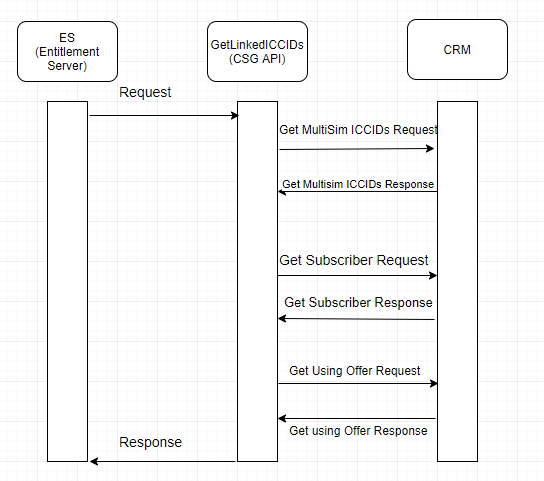 ES
(Entitlement
Server)
GetLinkedICCIDs
(CSG API)
CRM
Request
Get MultiSim ICCIDs Request
Get Multisim ICCIDs Response
Get Subscriber Request
Get Subscriber Response
Get Using Offer Request
Get using Offer Response
Response